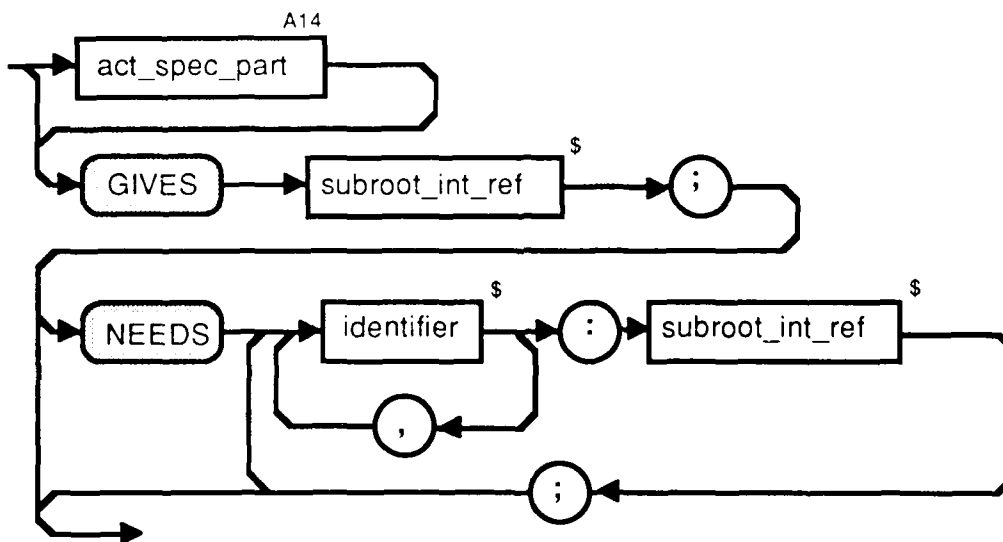 A14
act_spec_part
$
GIVES subroot_int_ref ;
$ $
NEEDS identifier : subroot_int_ref
,
;